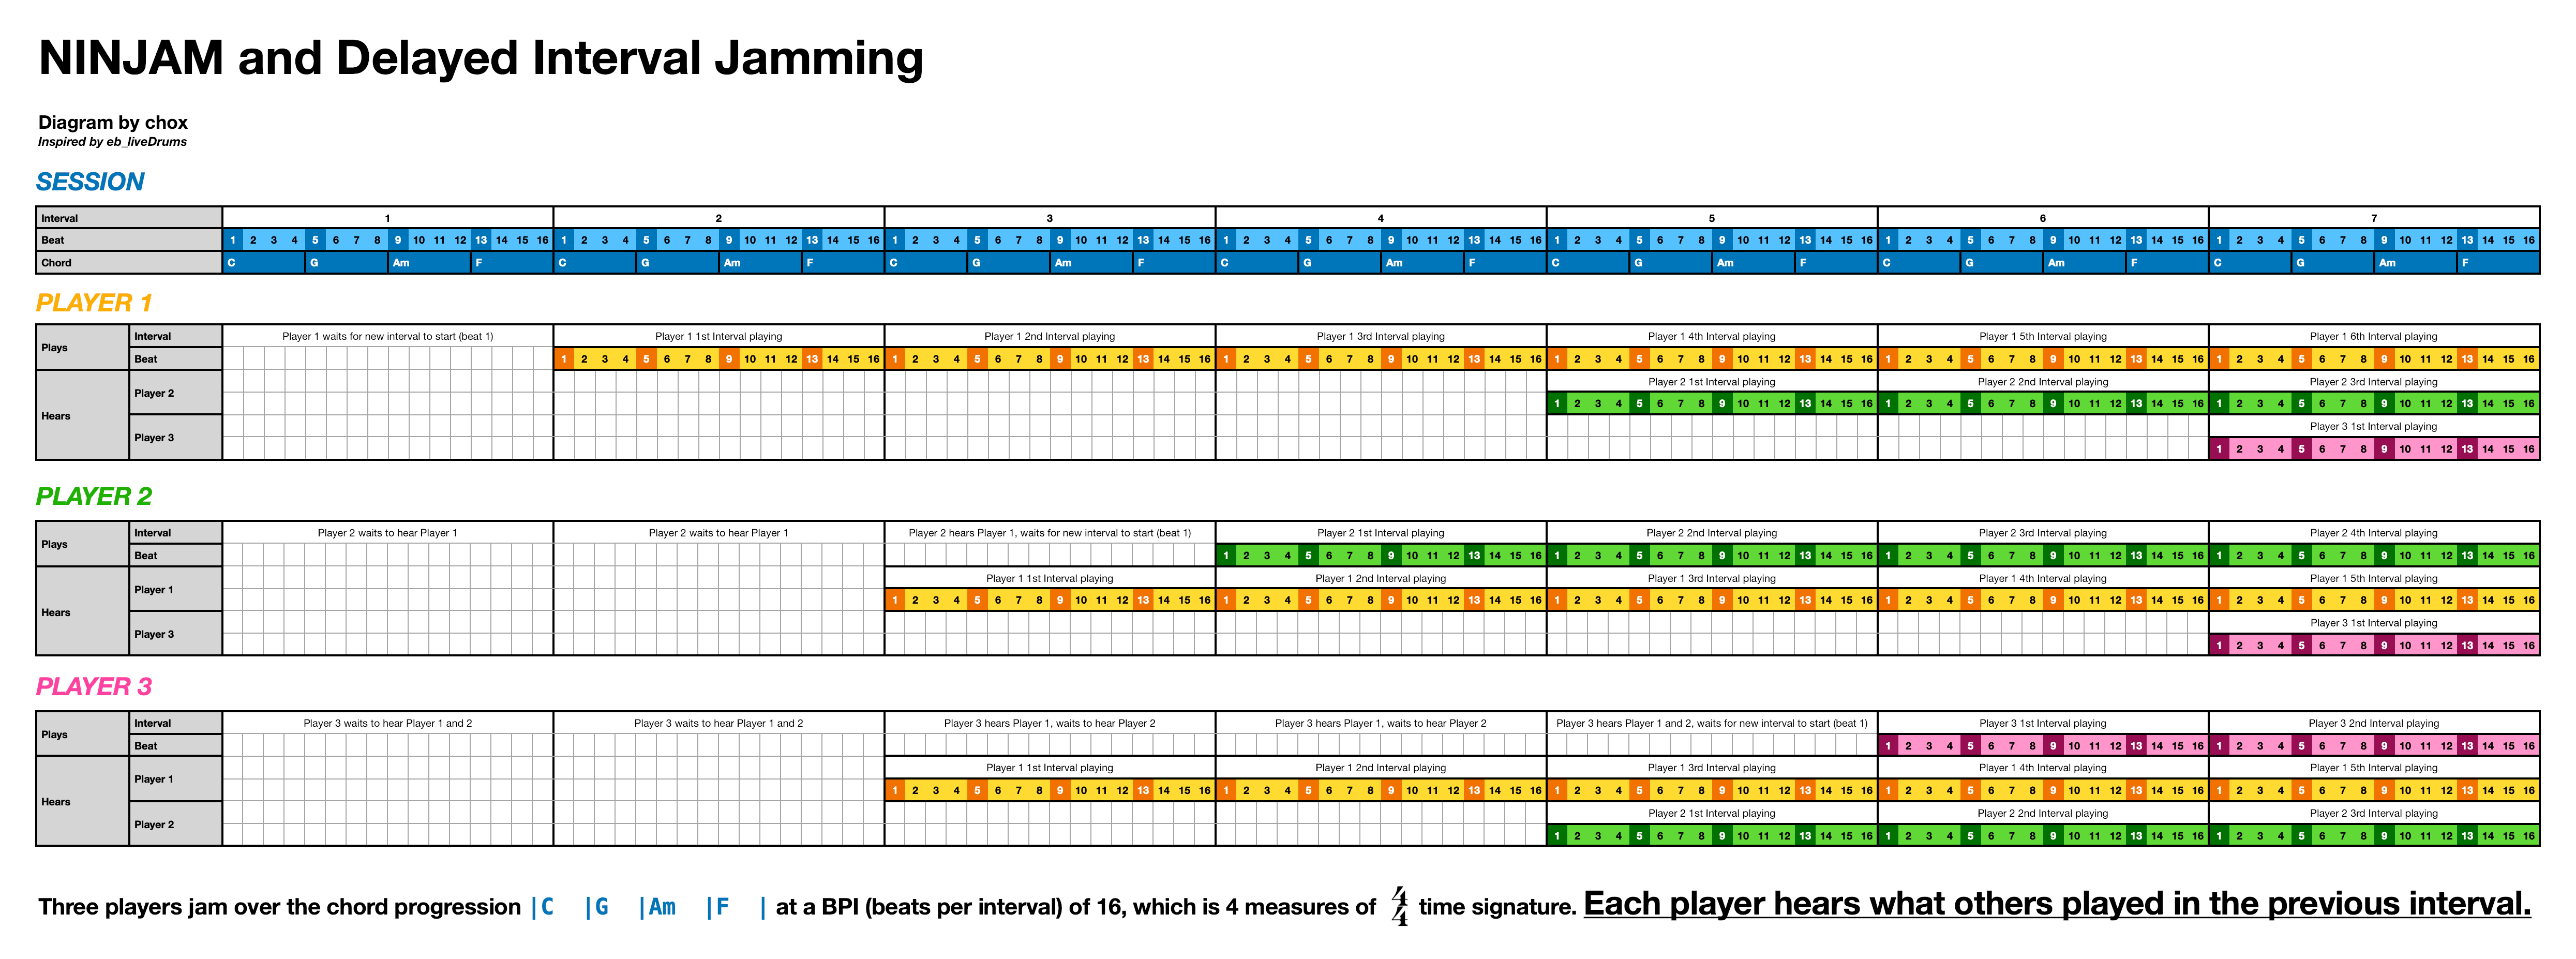 NINJAM and Delayed Interval Jamming
Diagram by chox
Inspired by eb_liveDrums
SESSION
Interval 1 2 3 4 5 6 7
Beat 1 2 3 4 5 6 7 8 9 10 11 12 13 14 15 16 1 2 3 4 5 6 7 8 9 10 11 12 13 14 15 16 1 2 3 4 5 6 7 8 9 10 11 12 13 14 15 16 1 2 3 4 5 6 7 8 9 10 11 12 13 14 15 16 1 2 3 4 5 6 7 8 9 10 11 12 13 14 15 16 1 2 3 4 5 6 7 8 9 10 11 12 13 14 15 16 1 2 3 4 5 6 7 8 9 10 11 12 13 14 15 16
Chord C G Am F C G Am F C G Am F C G Am F C G Am F C G Am F C G Am F
PLAYER 1
Plays
Interval Player 1 waits for new interval to start (beat 1) Player 1 1st Interval playing Player 1 2nd Interval playing Player 1 3rd Interval playing Player 1 4th Interval playing Player 1 5th Interval playing Player 1 6th Interval playing
Beat 1 2 3 4 5 6 7 8 9 10 11 12 13 14 15 16 1 2 3 4 5 6 7 8 9 10 11 12 13 14 15 16 1 2 3 4 5 6 7 8 9 10 11 12 13 14 15 16 1 2 3 4 5 6 7 8 9 10 11 12 13 14 15 16 1 2 3 4 5 6 7 8 9 10 11 12 13 14 15 16 1 2 3 4 5 6 7 8 9 10 11 12 13 14 15 16
Hears
Player 2 Player 2 1st Interval playing Player 2 2nd Interval playing Player 2 3rd Interval playing
1 2 3 4 5 6 7 8 9 10 11 12 13 14 15 16 1 2 3 4 5 6 7 8 9 10 11 12 13 14 15 16 1 2 3 4 5 6 7 8 9 10 11 12 13 14 15 16
Player 3 Player 3 1st Interval playing
1 2 3 4 5 6 7 8 9 10 11 12 13 14 15 16
PLAYER 2
Plays
Interval Player 2 waits to hear Player 1 Player 2 waits to hear Player 1 Player 2 hears Player 1, waits for new interval to start (beat 1) Player 2 1st Interval playing Player 2 2nd Interval playing Player 2 3rd Interval playing Player 2 4th Interval playing
Beat 1 2 3 4 5 6 7 8 9 10 11 12 13 14 15 16 1 2 3 4 5 6 7 8 9 10 11 12 13 14 15 16 1 2 3 4 5 6 7 8 9 10 11 12 13 14 15 16 1 2 3 4 5 6 7 8 9 10 11 12 13 14 15 16
Hears
Player 1 Player 1 1st Interval playing Player 1 2nd Interval playing Player 1 3rd Interval playing Player 1 4th Interval playing Player 1 5th Interval playing
1 2 3 4 5 6 7 8 9 10 11 12 13 14 15 16 1 2 3 4 5 6 7 8 9 10 11 12 13 14 15 16 1 2 3 4 5 6 7 8 9 10 11 12 13 14 15 16 1 2 3 4 5 6 7 8 9 10 11 12 13 14 15 16 1 2 3 4 5 6 7 8 9 10 11 12 13 14 15 16
Player 3 Player 3 1st Interval playing
1 2 3 4 5 6 7 8 9 10 11 12 13 14 15 16
PLAYER 3
Plays
Interval Player 3 waits to hear Player 1 and 2 Player 3 waits to hear Player 1 and 2 Player 3 hears Player 1, waits to hear Player 2 Player 3 hears Player 1, waits to hear Player 2 Player 3 hears Player 1 and 2, waits for new interval to start (beat 1) Player 3 1st Interval playing Player 3 2nd Interval playing
Beat 1 2 3 4 5 6 7 8 9 10 11 12 13 14 15 16 1 2 3 4 5 6 7 8 9 10 11 12 13 14 15 16
Hears
Player 1 Player 1 1st Interval playing Player 1 2nd Interval playing Player 1 3rd Interval playing Player 1 4th Interval playing Player 1 5th Interval playing
1 2 3 4 5 6 7 8 9 10 11 12 13 14 15 16 1 2 3 4 5 6 7 8 9 10 11 12 13 14 15 16 1 2 3 4 5 6 7 8 9 10 11 12 13 14 15 16 1 2 3 4 5 6 7 8 9 10 11 12 13 14 15 16 1 2 3 4 5 6 7 8 9 10 11 12 13 14 15 16
Player 2 Player 2 1st Interval playing Player 2 2nd Interval playing Player 2 3rd Interval playing
1 2 3 4 5 6 7 8 9 10 11 12 13 14 15 16 1 2 3 4 5 6 7 8 9 10 11 12 13 14 15 16 1 2 3 4 5 6 7 8 9 10 11 12 13 14 15 16
Three players jam over the chord progression |C |G |Am |F | at a BPI (beats per interval) of 16, which is 4 measures of 4/4 time signature. Each player hears what others played in the previous interval.